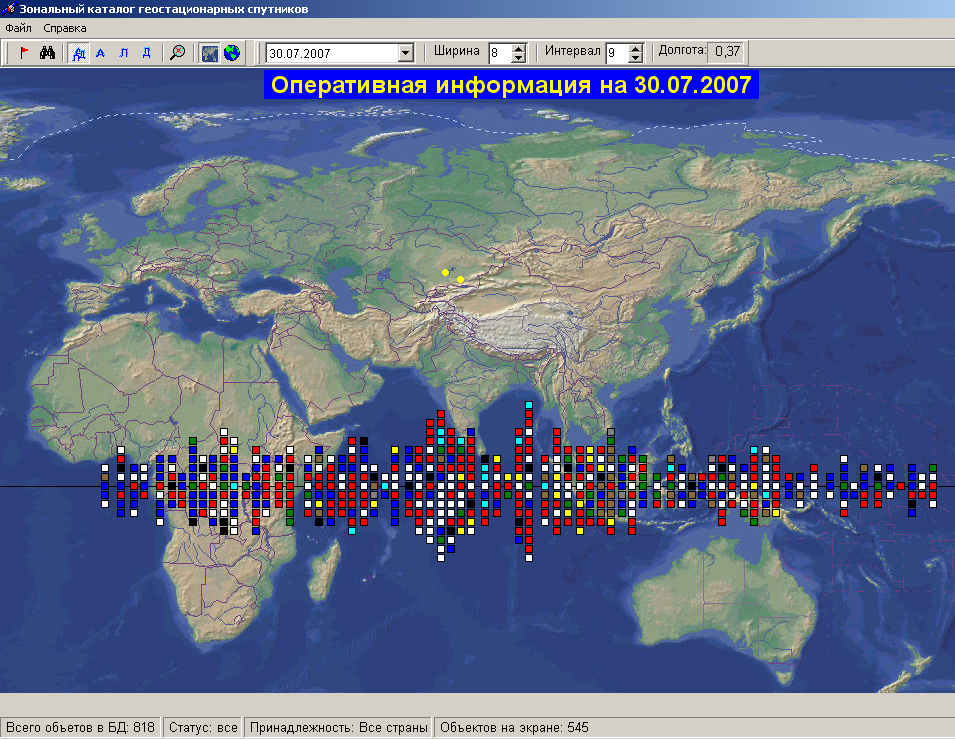 Зональный каталог геостационарных спутников
Файл Справка
А Л Д 30.07.2007 Ширина 8 Интервал 9 Долгота: 0,37
Оперативная информация на 30.07.2007
Всего объетов в БД: 818 Статус: все Принадлежность: Все страны Объектов на экране: 545